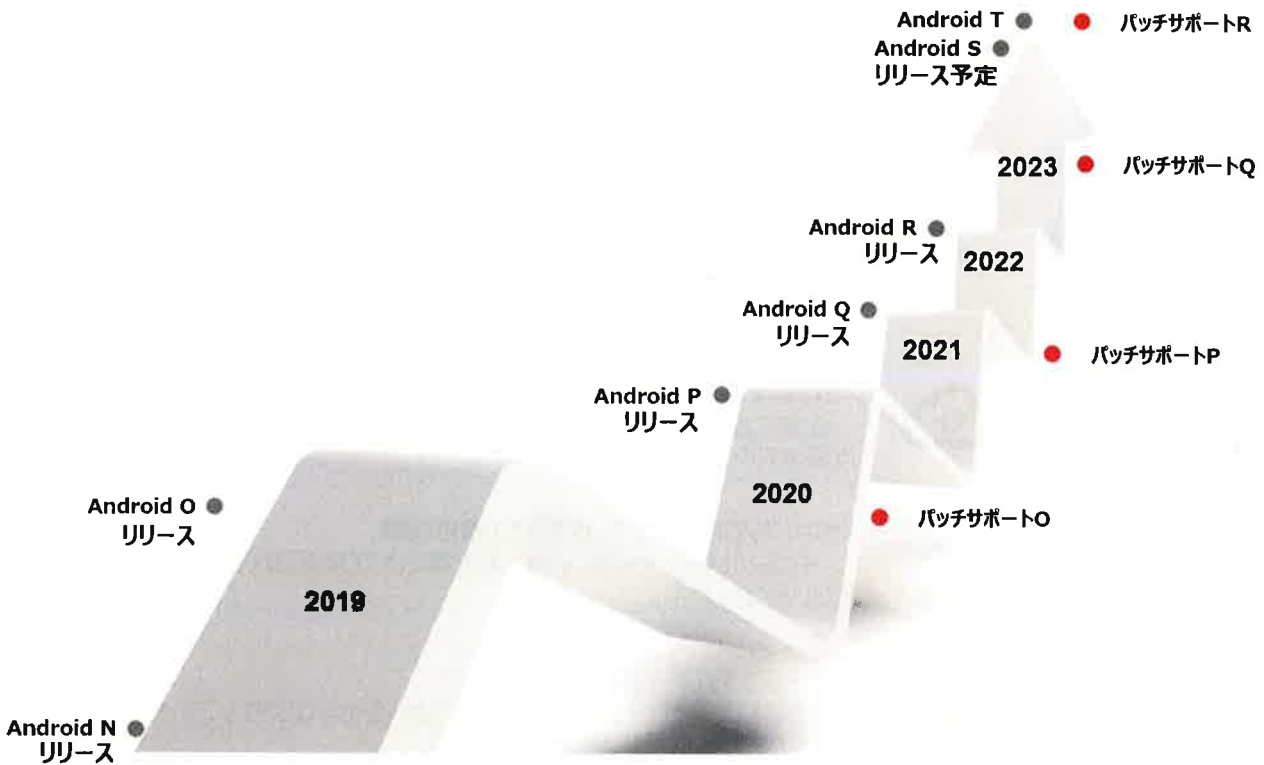 Android T
パッチサポートR
Android S
リリース予定
2023
パッチサポートQ
Android R
リリース
2022
Android Q
リリース
2021
パッチサポートP
Android P
リリース
2020
パッチサポートO
Android O
リリース
2019
Android N
リリース